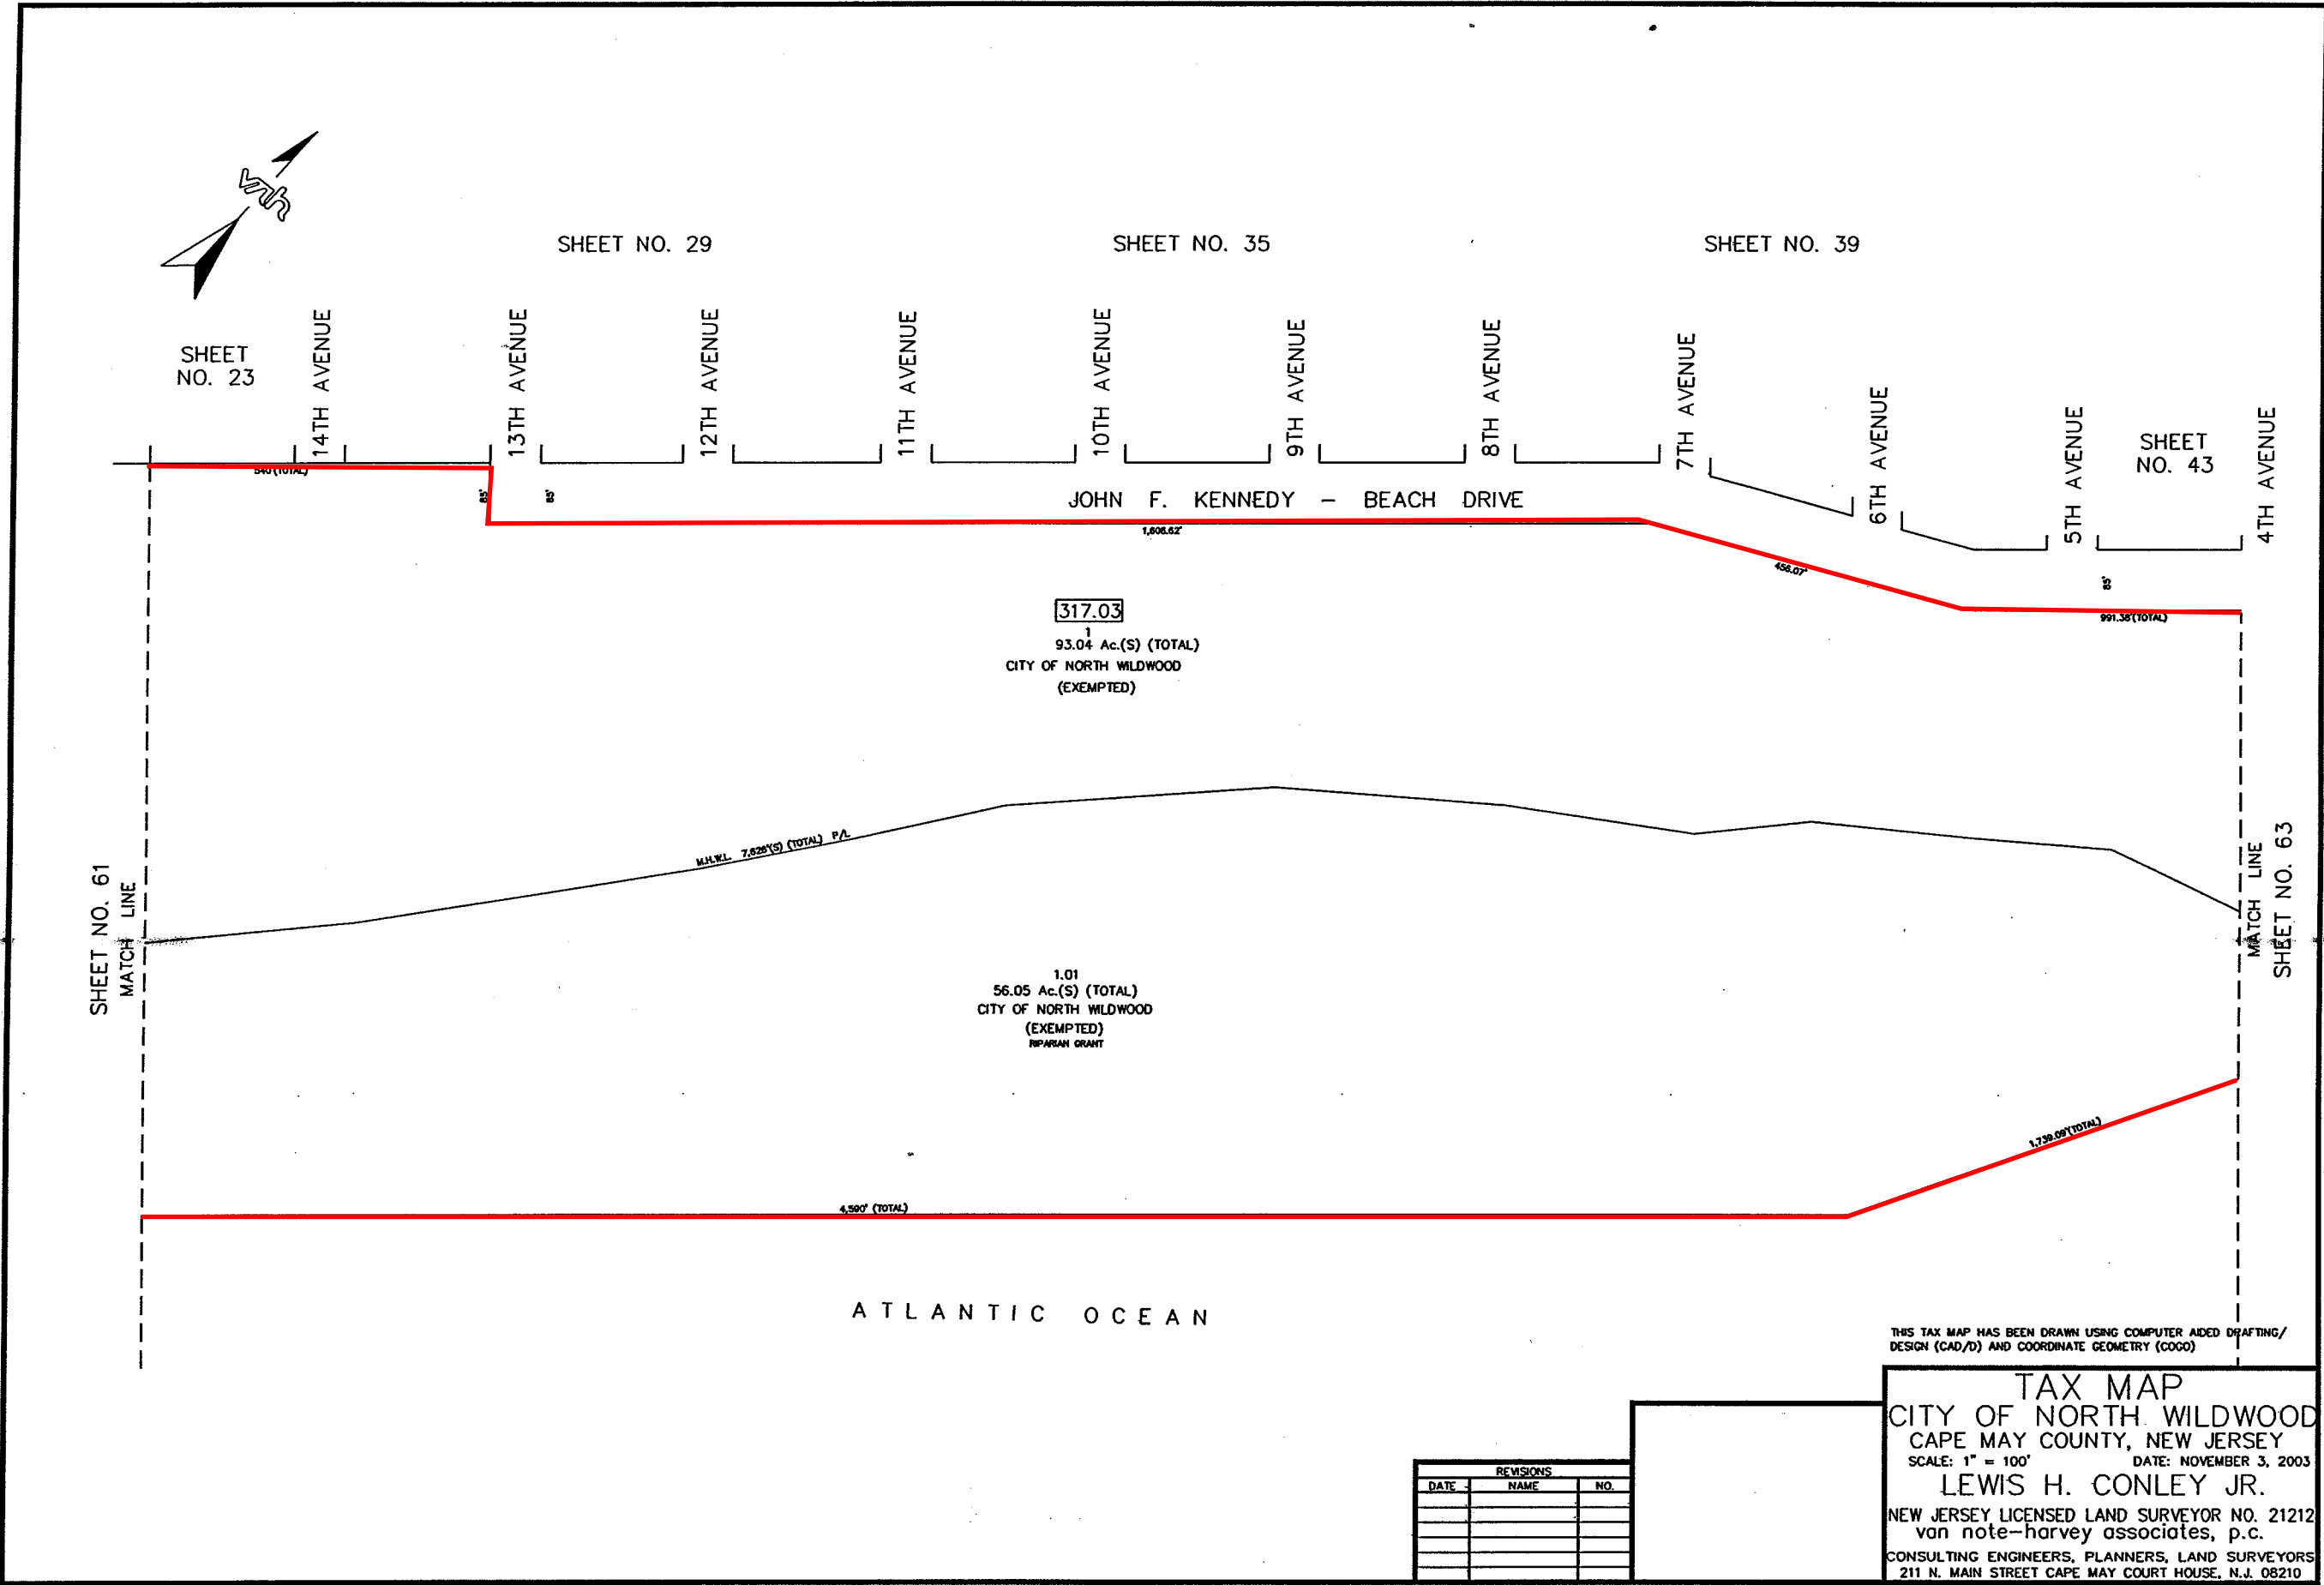 vnh
SHEET NO. 29
SHEET NO. 35
SHEET NO. 39
SHEET
NO. 23
14TH AVENUE
13TH AVENUE
12TH AVENUE
11TH AVENUE
10TH AVENUE
9TH AVENUE
8TH AVENUE
7TH AVENUE
6TH AVENUE
5TH AVENUE
SHEET
NO. 43
4TH AVENUE
540'(TOTAL)
85'
85'
JOHN F. KENNEDY - BEACH DRIVE
1,608.62'
458.07'
85'
991.38'(TOTAL)
317.03
1
93.04 Ac.(S) (TOTAL)
CITY OF NORTH WILDWOOD
(EXEMPTED)
M.H.W.L. 7,626'(S) (TOTAL) P/L
SHEET NO. 61
MATCH LINE
MATCH LINE
SHEET NO. 63
1.01
56.05 Ac.(S) (TOTAL)
CITY OF NORTH WILDWOOD
(EXEMPTED)
RIPARIAN GRANT
1,739.09'(TOTAL)
4,590' (TOTAL)
ATLANTIC OCEAN
THIS TAX MAP HAS BEEN DRAWN USING COMPUTER AIDED DRAFTING/
DESIGN (CAD/D) AND COORDINATE GEOMETRY (COGO)
TAX MAP
CITY OF NORTH WILDWOOD
CAPE MAY COUNTY, NEW JERSEY
SCALE: 1" = 100' DATE: NOVEMBER 3, 2003
LEWIS H. CONLEY JR.
NEW JERSEY LICENSED LAND SURVEYOR NO. 21212
van note-harvey associates, p.c.
CONSULTING ENGINEERS, PLANNERS, LAND SURVEYORS
211 N. MAIN STREET CAPE MAY COURT HOUSE, N.J. 08210
REVISIONS
DATE NAME NO.